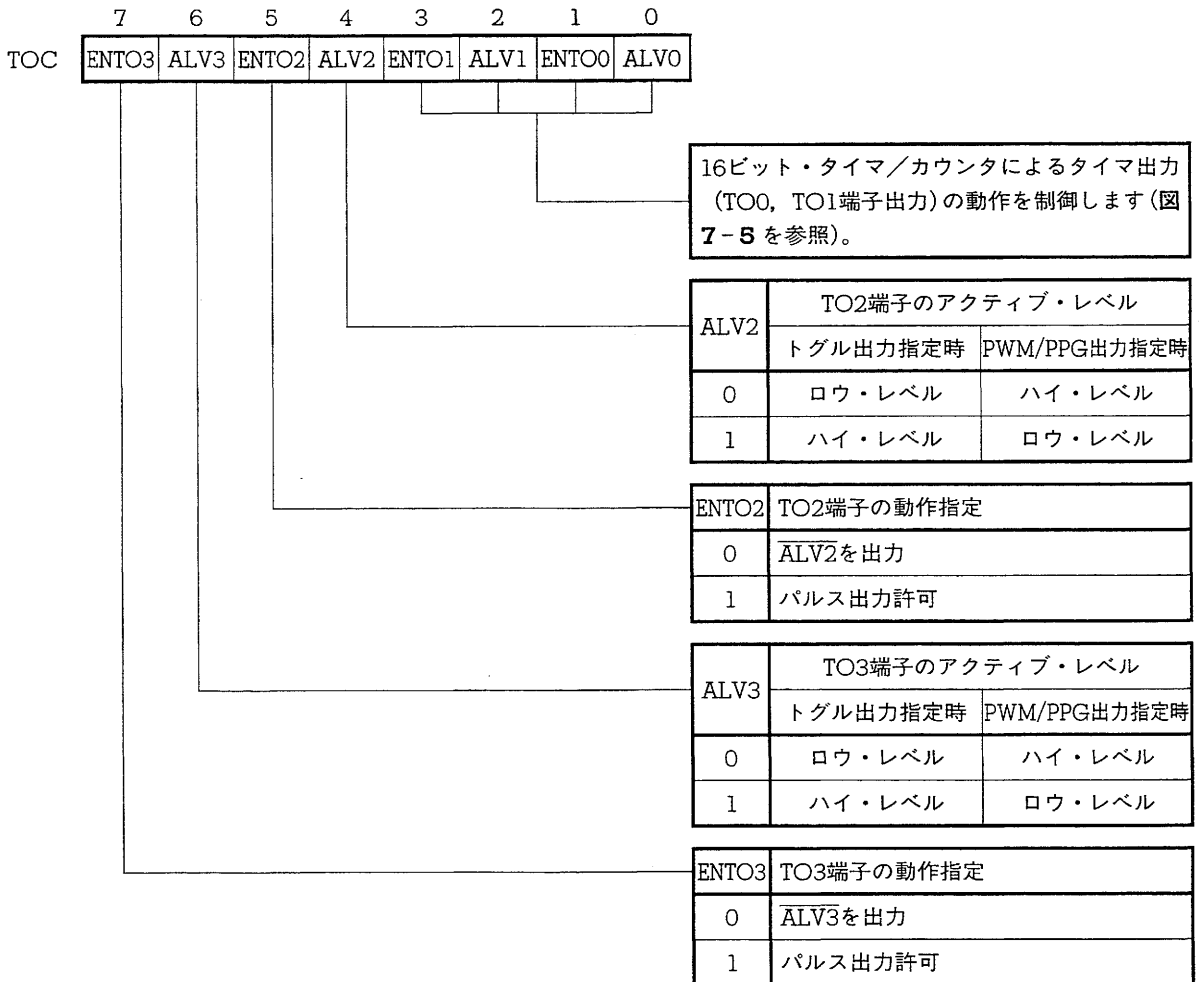 7 6 5 4 3 2 1 0
TOC ENTO3 ALV3 ENTO2 ALV2 ENTO1 ALV1 ENTO0 ALV0
16ビット・タイマ／カウンタによるタイマ出力
（TO0，TO1端子出力）の動作を制御します（図
7-5 を参照）。
ALV2 TO2端子のアクティブ・レベル
トグル出力指定時 PWM/PPG出力指定時
0 ロウ・レベル ハイ・レベル
1 ハイ・レベル ロウ・レベル
ENTO2 TO2端子の動作指定
0 A̅L̅V̅2̅を出力
1 パルス出力許可
ALV3 TO3端子のアクティブ・レベル
トグル出力指定時 PWM/PPG出力指定時
0 ロウ・レベル ハイ・レベル
1 ハイ・レベル ロウ・レベル
ENTO3 TO3端子の動作指定
0 A̅L̅V̅3̅を出力
1 パルス出力許可